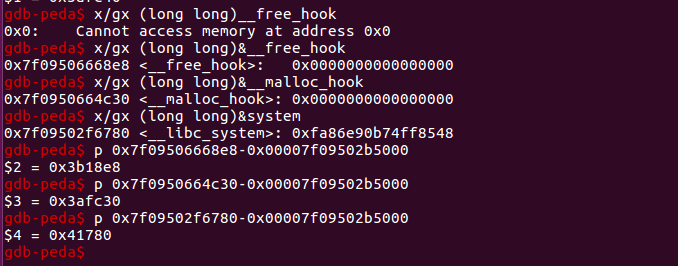 gdb-peda$ x/gx (long long)__free_hook
0x0:    Cannot access memory at address 0x0
gdb-peda$ x/gx (long long)&__free_hook
0x7f09506668e8 <__free_hook>:   0x0000000000000000
gdb-peda$ x/gx (long long)&__malloc_hook
0x7f0950664c30 <__malloc_hook>: 0x0000000000000000
gdb-peda$ x/gx (long long)&system
0x7f09502f6780 <__libc_system>: 0xfa86e90b74ff8548
gdb-peda$ p 0x7f09506668e8-0x00007f09502b5000
$2 = 0x3b18e8
gdb-peda$ p 0x7f0950664c30-0x00007f09502b5000
$3 = 0x3afc30
gdb-peda$ p 0x7f09502f6780-0x00007f09502b5000
$4 = 0x41780
gdb-peda$